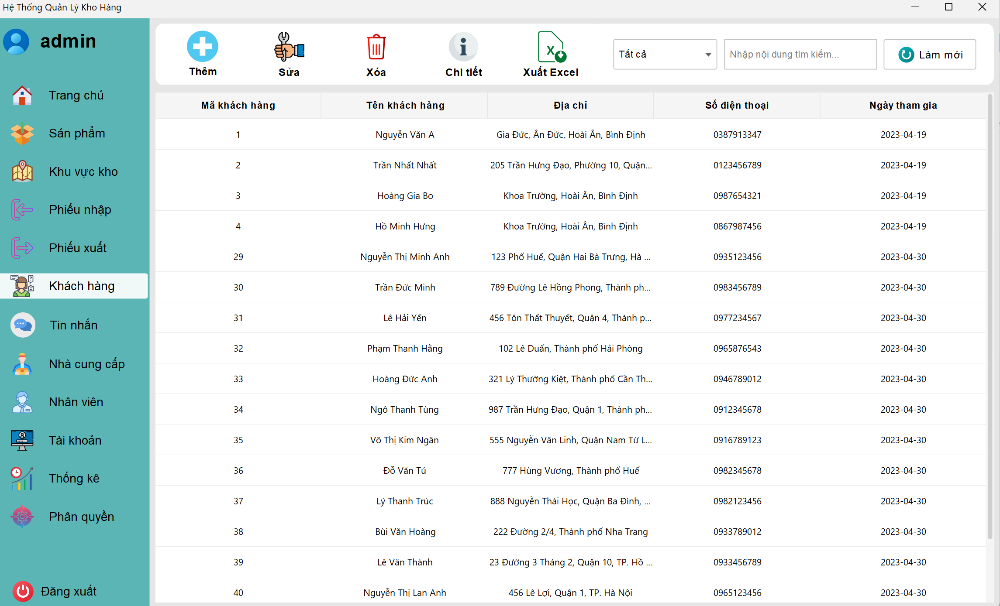 Hệ Thống Quản Lý Kho Hàng
admin
Trang chủ
Sản phẩm
Khu vực kho
Phiếu nhập
Phiếu xuất
Khách hàng
Tin nhắn
Nhà cung cấp
Nhân viên
Tài khoản
Thống kê
Phân quyền
Đăng xuất
Thêm Sửa Xóa Chi tiết Xuất Excel Tất cả Nhập nội dung tìm kiếm... Làm mới
Mã khách hàng Tên khách hàng Địa chỉ Số điện thoại Ngày tham gia
1 Nguyễn Văn A Gia Đức, Ân Đức, Hoài Ân, Bình Định 0387913347 2023-04-19
2 Trần Nhất Nhất 205 Trần Hưng Đạo, Phường 10, Quận... 0123456789 2023-04-19
3 Hoàng Gia Bo Khoa Trường, Hoài Ân, Bình Định 0987654321 2023-04-19
4 Hồ Minh Hưng Khoa Trường, Hoài Ân, Bình Định 0867987456 2023-04-19
29 Nguyễn Thị Minh Anh 123 Phố Huế, Quận Hai Bà Trưng, Hà ... 0935123456 2023-04-30
30 Trần Đức Minh 789 Đường Lê Hồng Phong, Thành ph... 0983456789 2023-04-30
31 Lê Hải Yến 456 Tôn Thất Thuyết, Quận 4, Thành p... 0977234567 2023-04-30
32 Phạm Thanh Hằng 102 Lê Duẩn, Thành phố Hải Phòng 0965876543 2023-04-30
33 Hoàng Đức Anh 321 Lý Thường Kiệt, Thành phố Cần Th... 0946789012 2023-04-30
34 Ngô Thanh Tùng 987 Trần Hưng Đạo, Quận 1, Thành ph... 0912345678 2023-04-30
35 Võ Thị Kim Ngân 555 Nguyễn Văn Linh, Quận Nam Từ L... 0916789123 2023-04-30
36 Đỗ Văn Tú 777 Hùng Vương, Thành phố Huế 0982345678 2023-04-30
37 Lý Thanh Trúc 888 Nguyễn Thái Học, Quận Ba Đình, ... 0982123456 2023-04-30
38 Bùi Văn Hoàng 222 Đường 2/4, Thành phố Nha Trang 0933789012 2023-04-30
39 Lê Văn Thành 23 Đường 3 Tháng 2, Quận 10, TP. Hồ ... 0933456789 2023-04-30
40 Nguyễn Thị Lan Anh 456 Lê Lợi, Quận 1, TP. Hà Nội 0965123456 2023-04-30